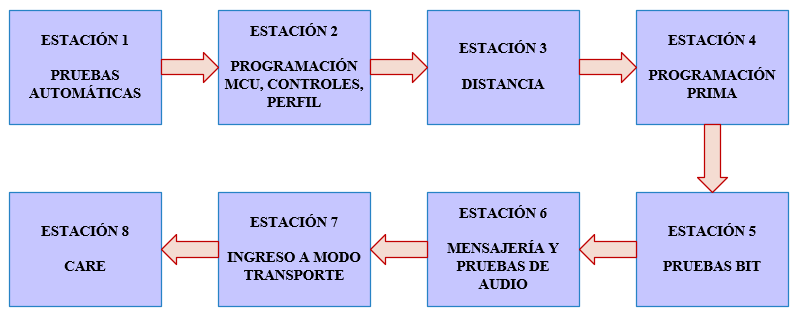 ESTACIÓN 1
PRUEBAS
AUTOMÁTICAS
ESTACIÓN 2
PROGRAMACIÓN
MCU, CONTROLES,
PERFIL
ESTACIÓN 3
DISTANCIA
ESTACIÓN 4
PROGRAMACIÓN
PRIMA
ESTACIÓN 5
PRUEBAS BIT
ESTACIÓN 6
MENSAJERÍA Y
PRUEBAS DE
AUDIO
ESTACIÓN 7
INGRESO A MODO
TRANSPORTE
ESTACIÓN 8
CARE